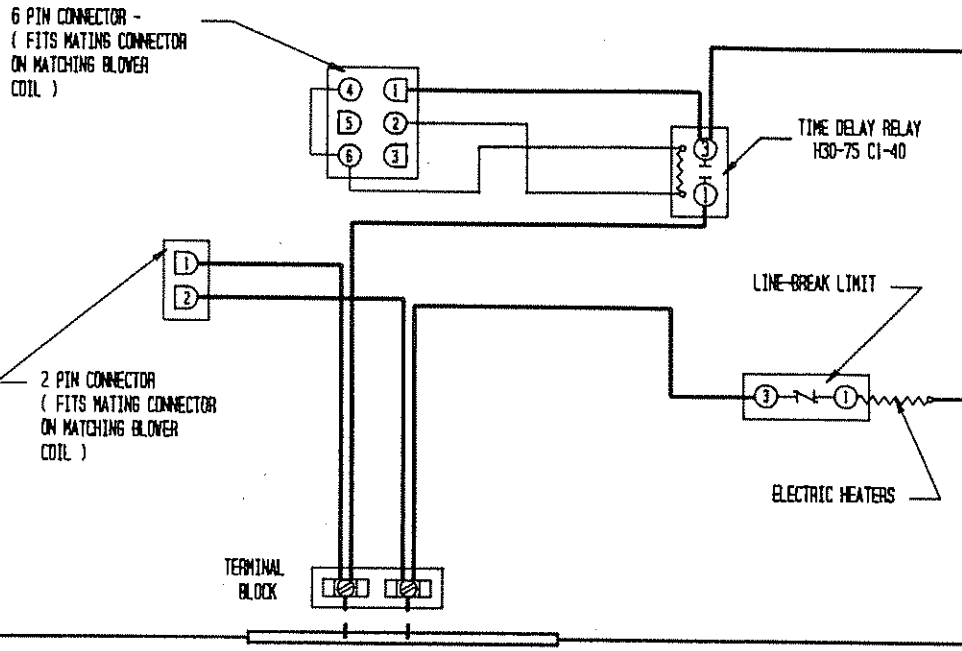 6 PIN CONNECTOR -
( FITS MATING CONNECTOR
ON MATCHING BLOWER
COIL )
4 1
5 2
6 3
3
1
TIME DELAY RELAY
H30-75 C1-40
1
2
LINE-BREAK LIMIT
2 PIN CONNECTOR
( FITS MATING CONNECTOR
ON MATCHING BLOWER
COIL )
3 1
ELECTRIC HEATERS
TERMINAL
BLOCK